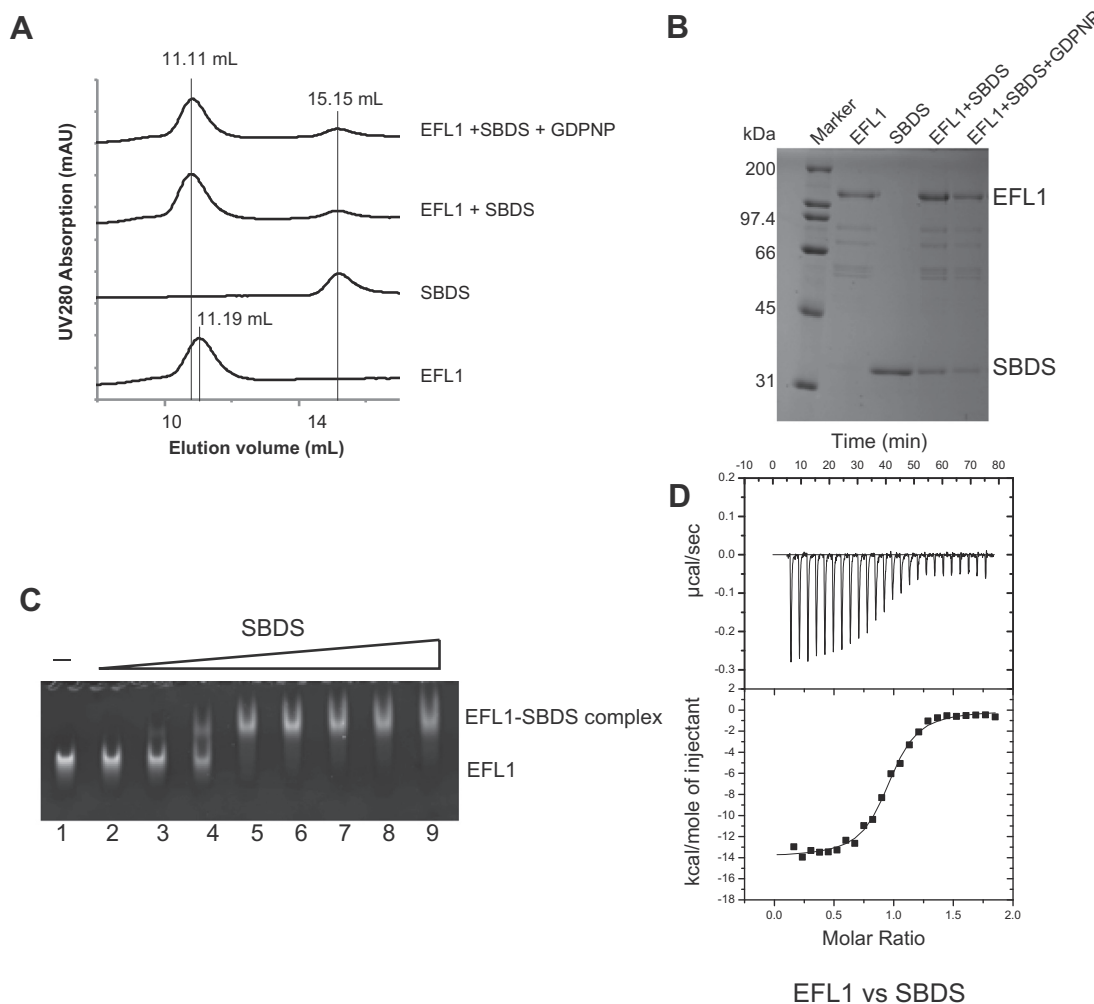 A
11.11 mL
15.15 mL
EFL1 +SBDS + GDPNP
EFL1 + SBDS
SBDS
11.19 mL
EFL1
UV280 Absorption (mAU)
10
14
Elution volume (mL)
B
kDa
Marker
EFL1
SBDS
EFL1+SBDS
EFL1+SBDS+GDPNP
200
97.4
66
45
31
EFL1
SBDS
C
—
SBDS
EFL1-SBDS complex
EFL1
1 2 3 4 5 6 7 8 9
D
Time (min)
-10 0 10 20 30 40 50 60 70 80
0.2
0.1
0.0
-0.1
-0.2
-0.3
µcal/sec
2
0
-2
-4
-6
-8
-10
-12
-14
-16
-18
kcal/mole of injectant
0.0 0.5 1.0 1.5 2.0
Molar Ratio
EFL1 vs SBDS